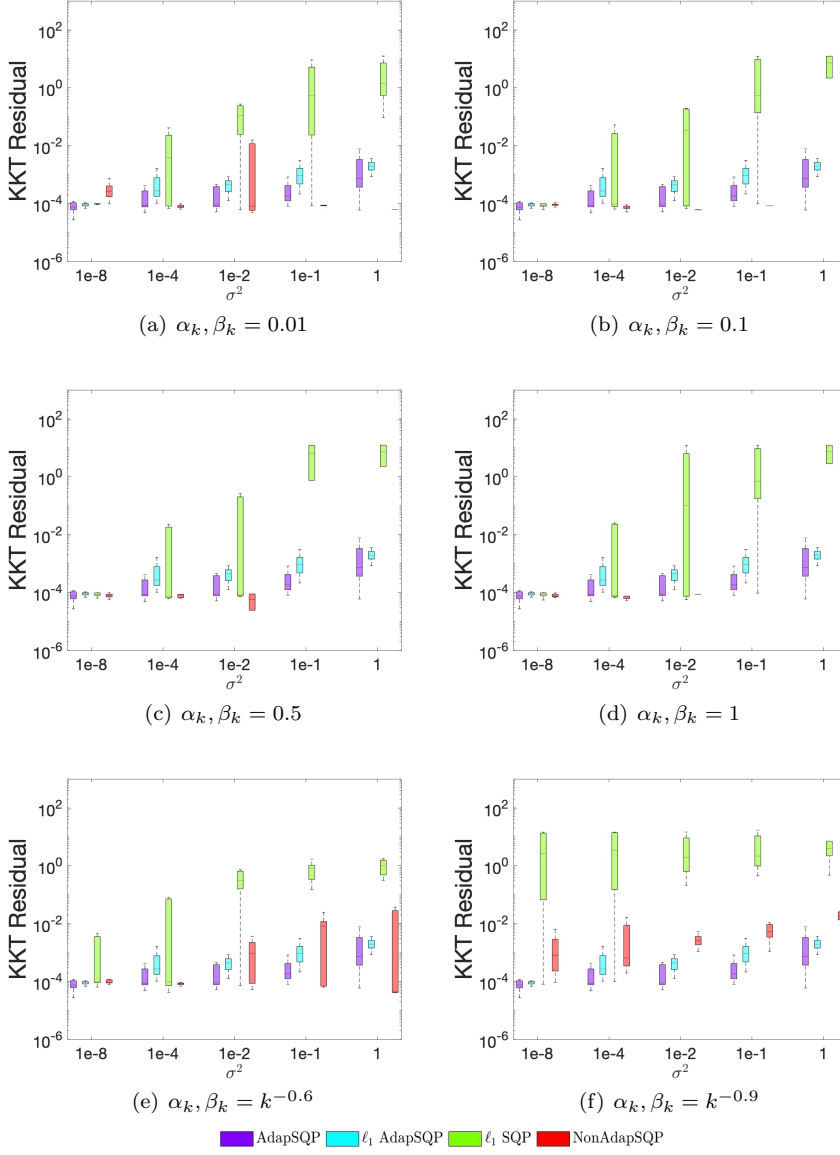 10^2
10^0
10^-2
10^-4
10^-6
KKT Residual
1e-8 1e-4 1e-2 1e-1 1
σ^2
(a) α_k, β_k = 0.01
10^2
10^0
10^-2
10^-4
10^-6
KKT Residual
1e-8 1e-4 1e-2 1e-1 1
σ^2
(b) α_k, β_k = 0.1
10^2
10^0
10^-2
10^-4
10^-6
KKT Residual
1e-8 1e-4 1e-2 1e-1 1
σ^2
(c) α_k, β_k = 0.5
10^2
10^0
10^-2
10^-4
10^-6
KKT Residual
1e-8 1e-4 1e-2 1e-1 1
σ^2
(d) α_k, β_k = 1
10^2
10^0
10^-2
10^-4
10^-6
KKT Residual
1e-8 1e-4 1e-2 1e-1 1
σ^2
(e) α_k, β_k = k^-0.6
10^2
10^0
10^-2
10^-4
10^-6
KKT Residual
1e-8 1e-4 1e-2 1e-1 1
σ^2
(f) α_k, β_k = k^-0.9
AdapSQP ℓ_1 AdapSQP ℓ_1 SQP NonAdapSQP